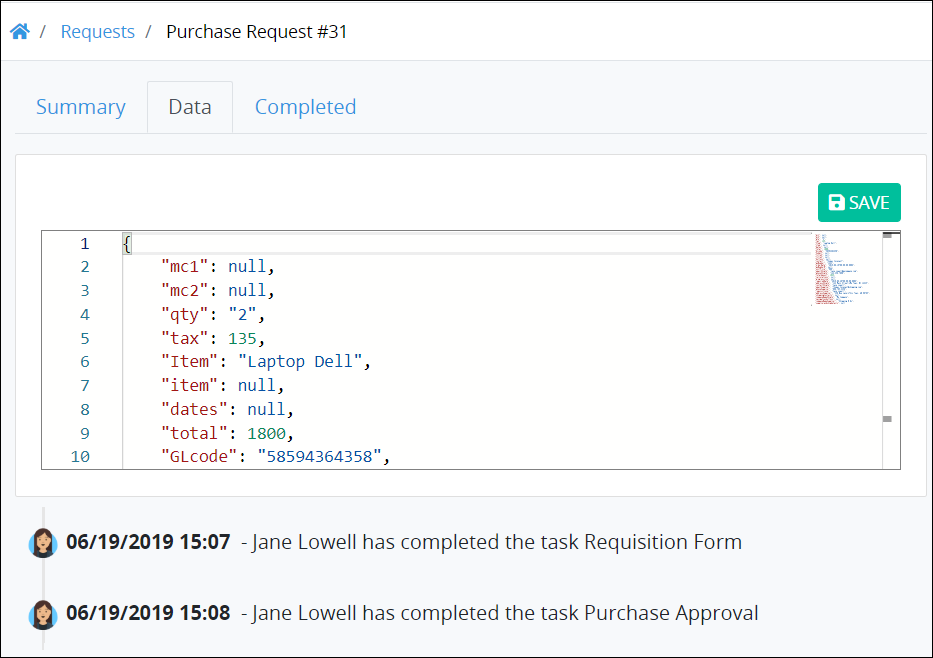 / Requests / Purchase Request #31
Summary Data Completed
SAVE
1 {
2 "mc1": null,
3 "mc2": null,
4 "qty": "2",
5 "tax": 135,
6 "Item": "Laptop Dell",
7 "item": null,
8 "dates": null,
9 "total": 1800,
10 "GLcode": "58594364358",
06/19/2019 15:07 - Jane Lowell has completed the task Requisition Form
06/19/2019 15:08 - Jane Lowell has completed the task Purchase Approval